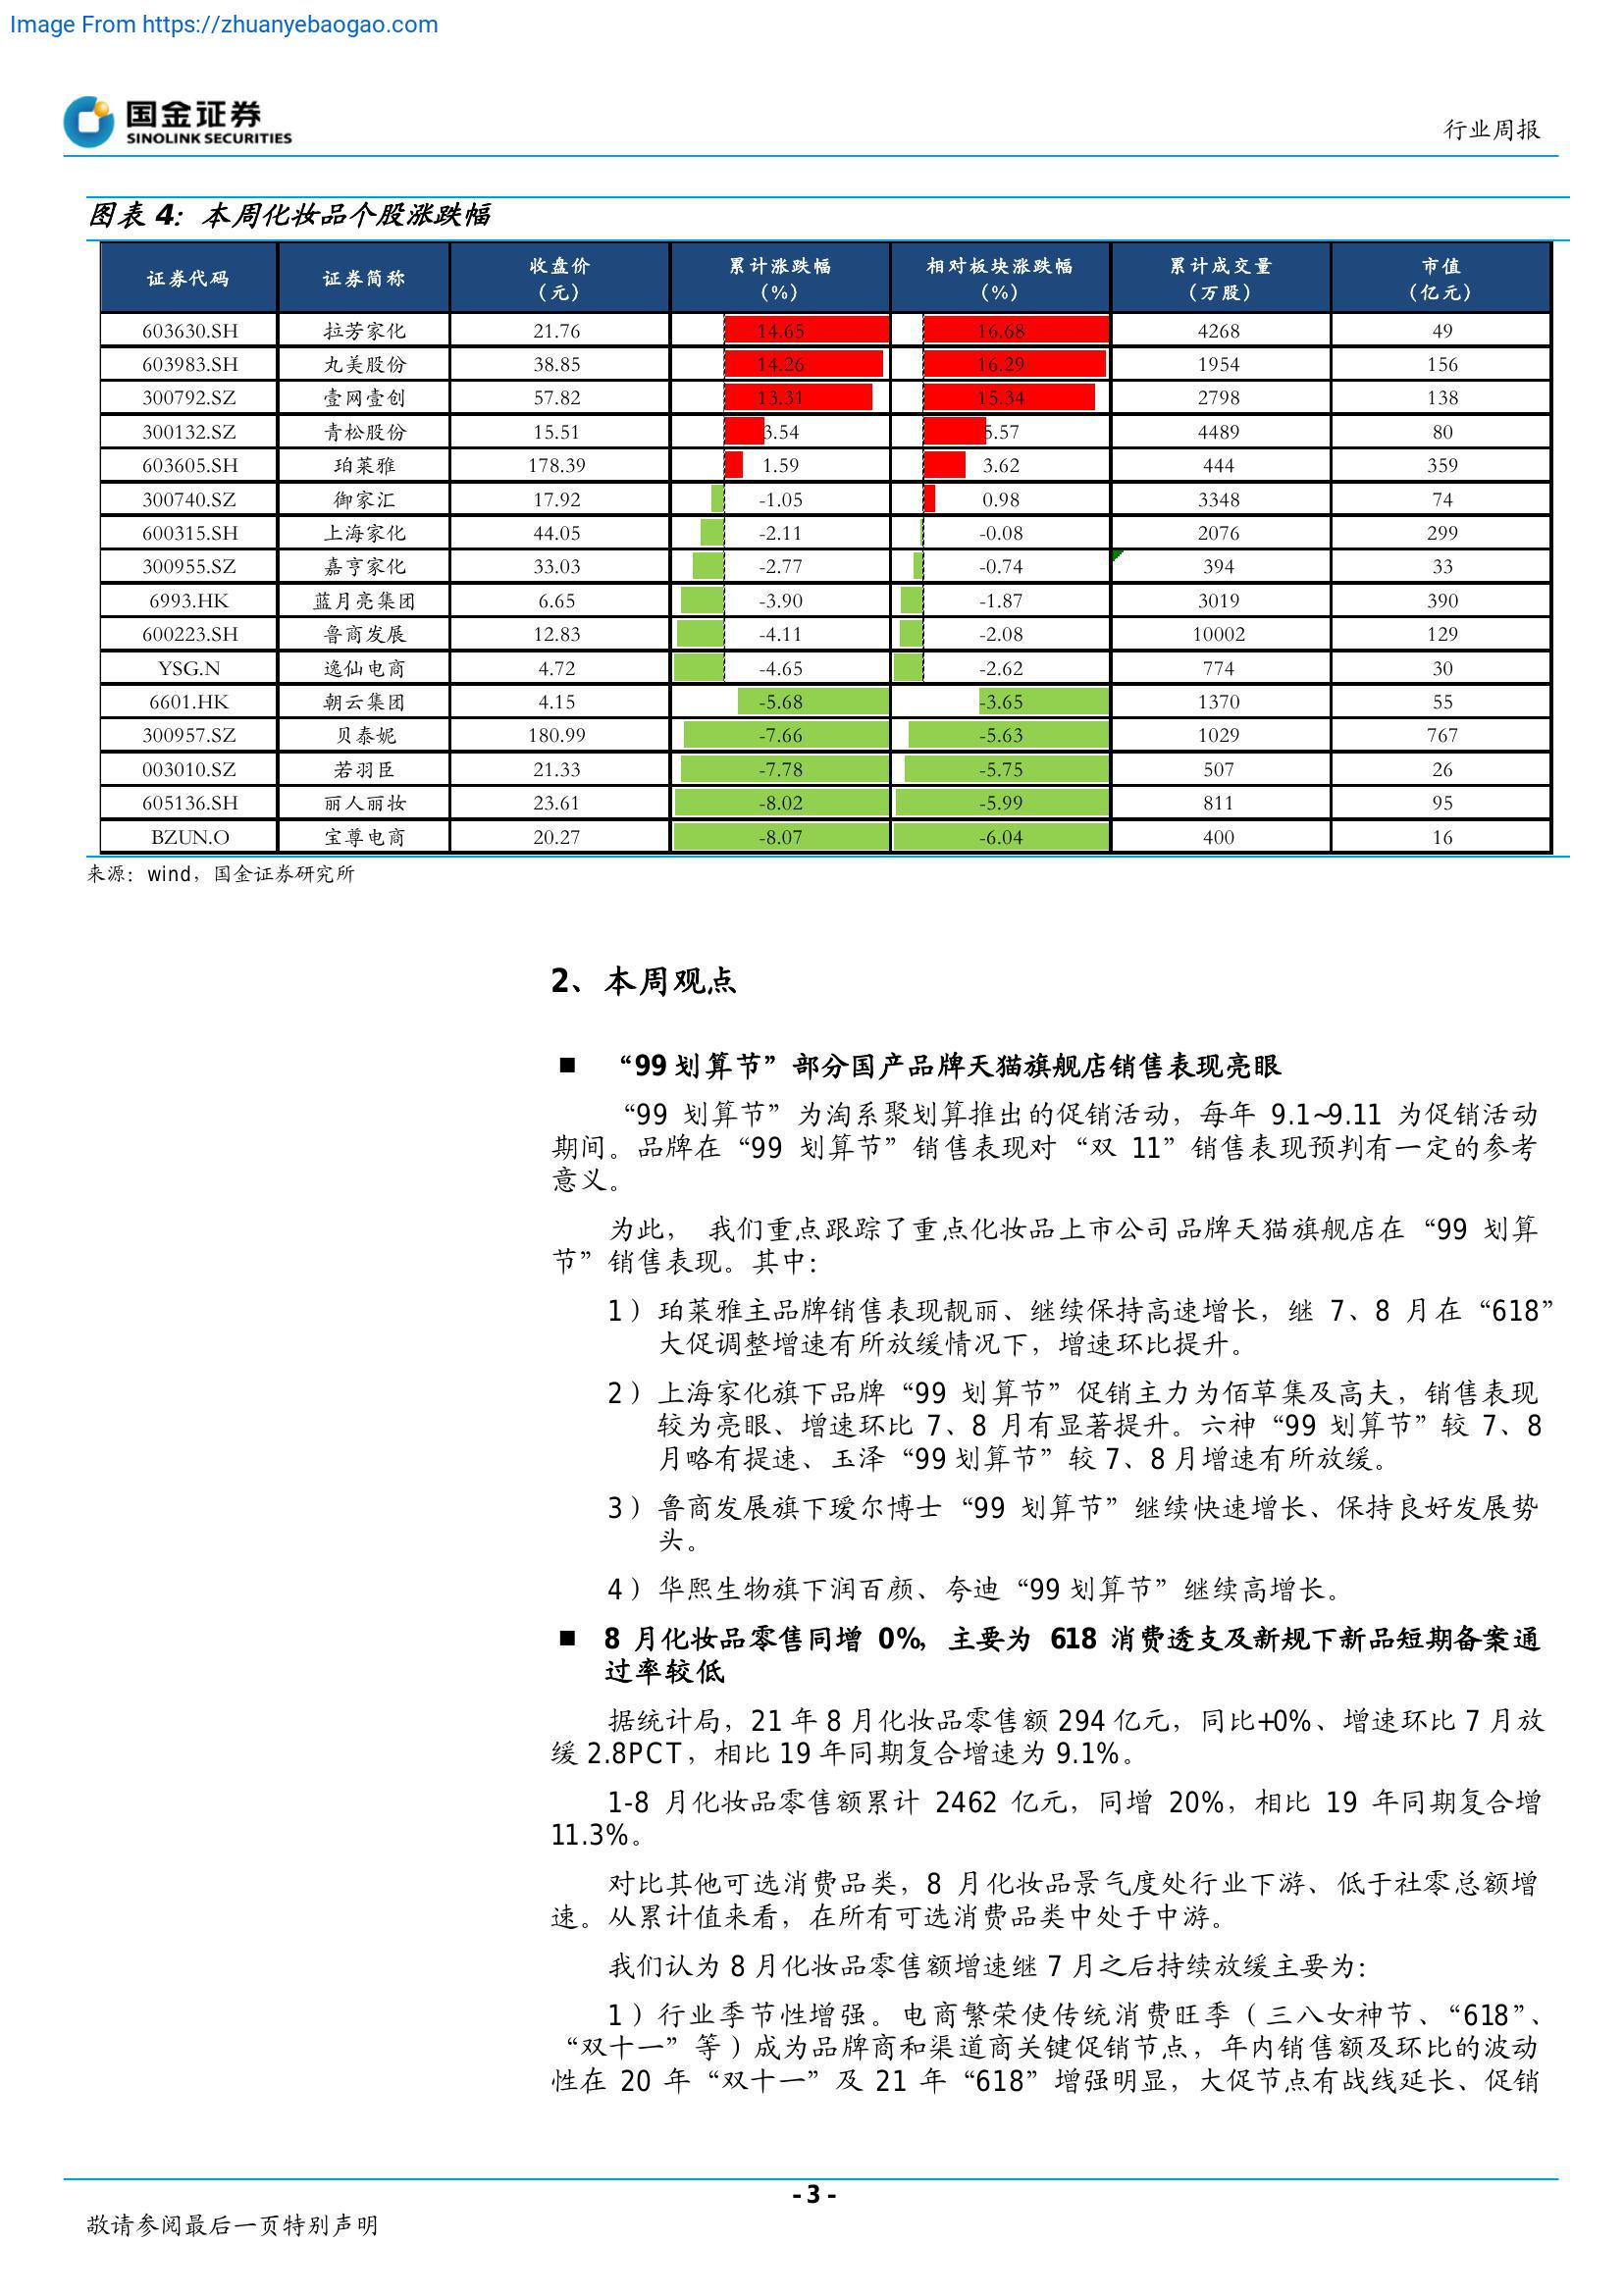 Image From https://zhuanyebaogao.com
国金证券
SINOLINK SECURITIES
行业周报
图表 4：本周化妆品个股涨跌幅
证券代码 证券简称 收盘价（元） 累计涨跌幅（%） 相对板块涨跌幅（%） 累计成交量（万股） 市值（亿元）
603630.SH 拉芳家化 21.76 14.65 16.68 4268 49
603983.SH 丸美股份 38.85 14.26 16.29 1954 156
300792.SZ 壹网壹创 57.82 13.31 15.34 2798 138
300132.SZ 青松股份 15.51 3.54 5.57 4489 80
603605.SH 珀莱雅 178.39 1.59 3.62 444 359
300740.SZ 御家汇 17.92 -1.05 0.98 3348 74
600315.SH 上海家化 44.05 -2.11 -0.08 2076 299
300955.SZ 嘉亨家化 33.03 -2.77 -0.74 394 33
6993.HK 蓝月亮集团 6.65 -3.90 -1.87 3019 390
600223.SH 鲁商发展 12.83 -4.11 -2.08 10002 129
YSG.N 逸仙电商 4.72 -4.65 -2.62 774 30
6601.HK 朝云集团 4.15 -5.68 -3.65 1370 55
300957.SZ 贝泰妮 180.99 -7.66 -5.63 1029 767
003010.SZ 若羽臣 21.33 -7.78 -5.75 507 26
605136.SH 丽人丽妆 23.61 -8.02 -5.99 811 95
BZUN.O 宝尊电商 20.27 -8.07 -6.04 400 16
来源：wind，国金证券研究所
2、本周观点
■ “99 划算节”部分国产品牌天猫旗舰店销售表现亮眼
“99 划算节”为淘系聚划算推出的促销活动，每年 9.1~9.11 为促销活动
期间。品牌在“99 划算节”销售表现对“双 11”销售表现预判有一定的参考
意义。
为此， 我们重点跟踪了重点化妆品上市公司品牌天猫旗舰店在“99 划算
节”销售表现。其中：
1）珀莱雅主品牌销售表现靓丽、继续保持高速增长，继 7、8 月在“618”
大促调整增速有所放缓情况下，增速环比提升。
2）上海家化旗下品牌“99 划算节”促销主力为佰草集及高夫，销售表现
较为亮眼、增速环比 7、8 月有显著提升。六神“99 划算节”较 7、8
月略有提速、玉泽“99 划算节”较 7、8 月增速有所放缓。
3）鲁商发展旗下瑷尔博士“99 划算节”继续快速增长、保持良好发展势
头。
4）华熙生物旗下润百颜、夸迪“99 划算节”继续高增长。
■ 8 月化妆品零售同增 0%，主要为 618 消费透支及新规下新品短期备案通
过率较低
据统计局，21 年 8 月化妆品零售额 294 亿元，同比+0%、增速环比 7 月放
缓 2.8PCT，相比 19 年同期复合增速为 9.1%。
1-8 月化妆品零售额累计 2462 亿元，同增 20%，相比 19 年同期复合增
11.3%。
对比其他可选消费品类，8 月化妆品景气度处行业下游、低于社零总额增
速。从累计值来看，在所有可选消费品类中处于中游。
我们认为 8 月化妆品零售额增速继 7 月之后持续放缓主要为：
1）行业季节性增强。电商繁荣使传统消费旺季（三八女神节、“618”、
“双十一”等）成为品牌商和渠道商关键促销节点，年内销售额及环比的波动
性在 20 年“双十一”及 21 年“618”增强明显，大促节点有战线延长、促销
- 3 -
敬请参阅最后一页特别声明